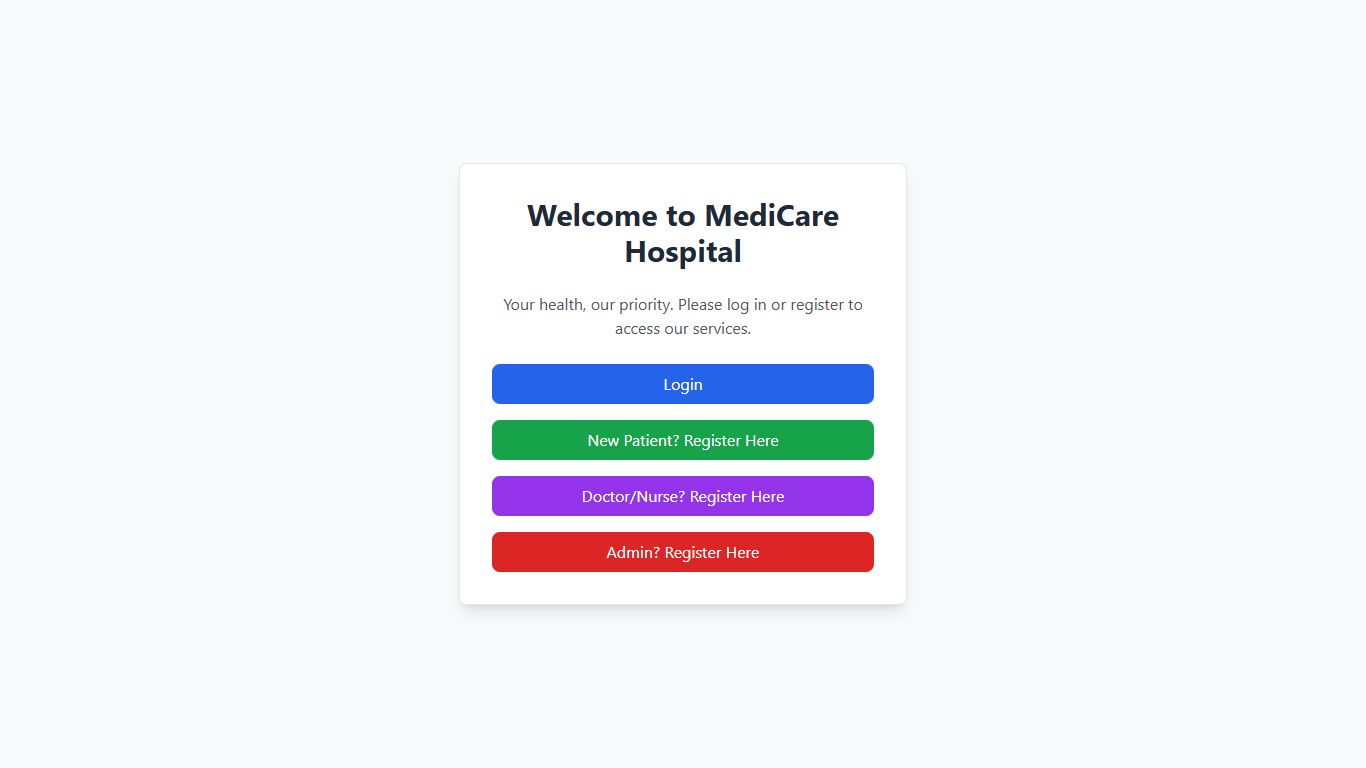 Welcome to MediCare
Hospital
Your health, our priority. Please log in or register to
access our services.
Login
New Patient? Register Here
Doctor/Nurse? Register Here
Admin? Register Here